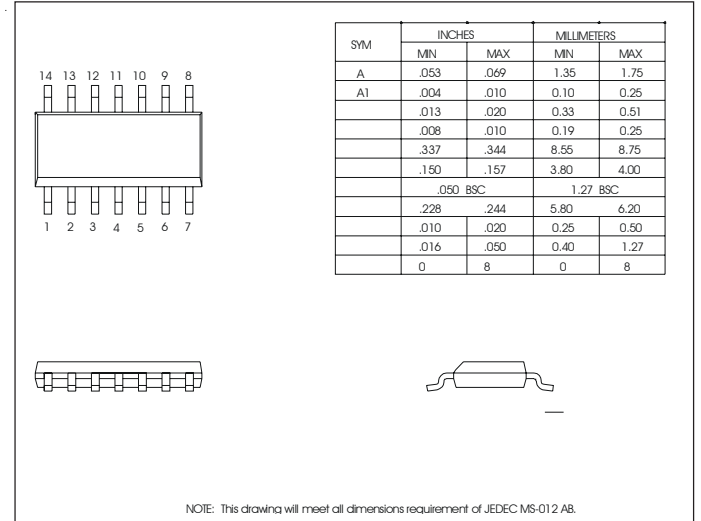 14 13 12 11 10 9 8
1 2 3 4 5 6 7
SYM INCHES MILLIMETERS
MIN MAX MIN MAX
A .053 .069 1.35 1.75
A1 .004 .010 0.10 0.25
.013 .020 0.33 0.51
.008 .010 0.19 0.25
.337 .344 8.55 8.75
.150 .157 3.80 4.00
.050 BSC 1.27 BSC
.228 .244 5.80 6.20
.010 .020 0.25 0.50
.016 .050 0.40 1.27
0 8 0 8
NOTE: This drawing will meet all dimensions requirement of JEDEC MS-012 AB.